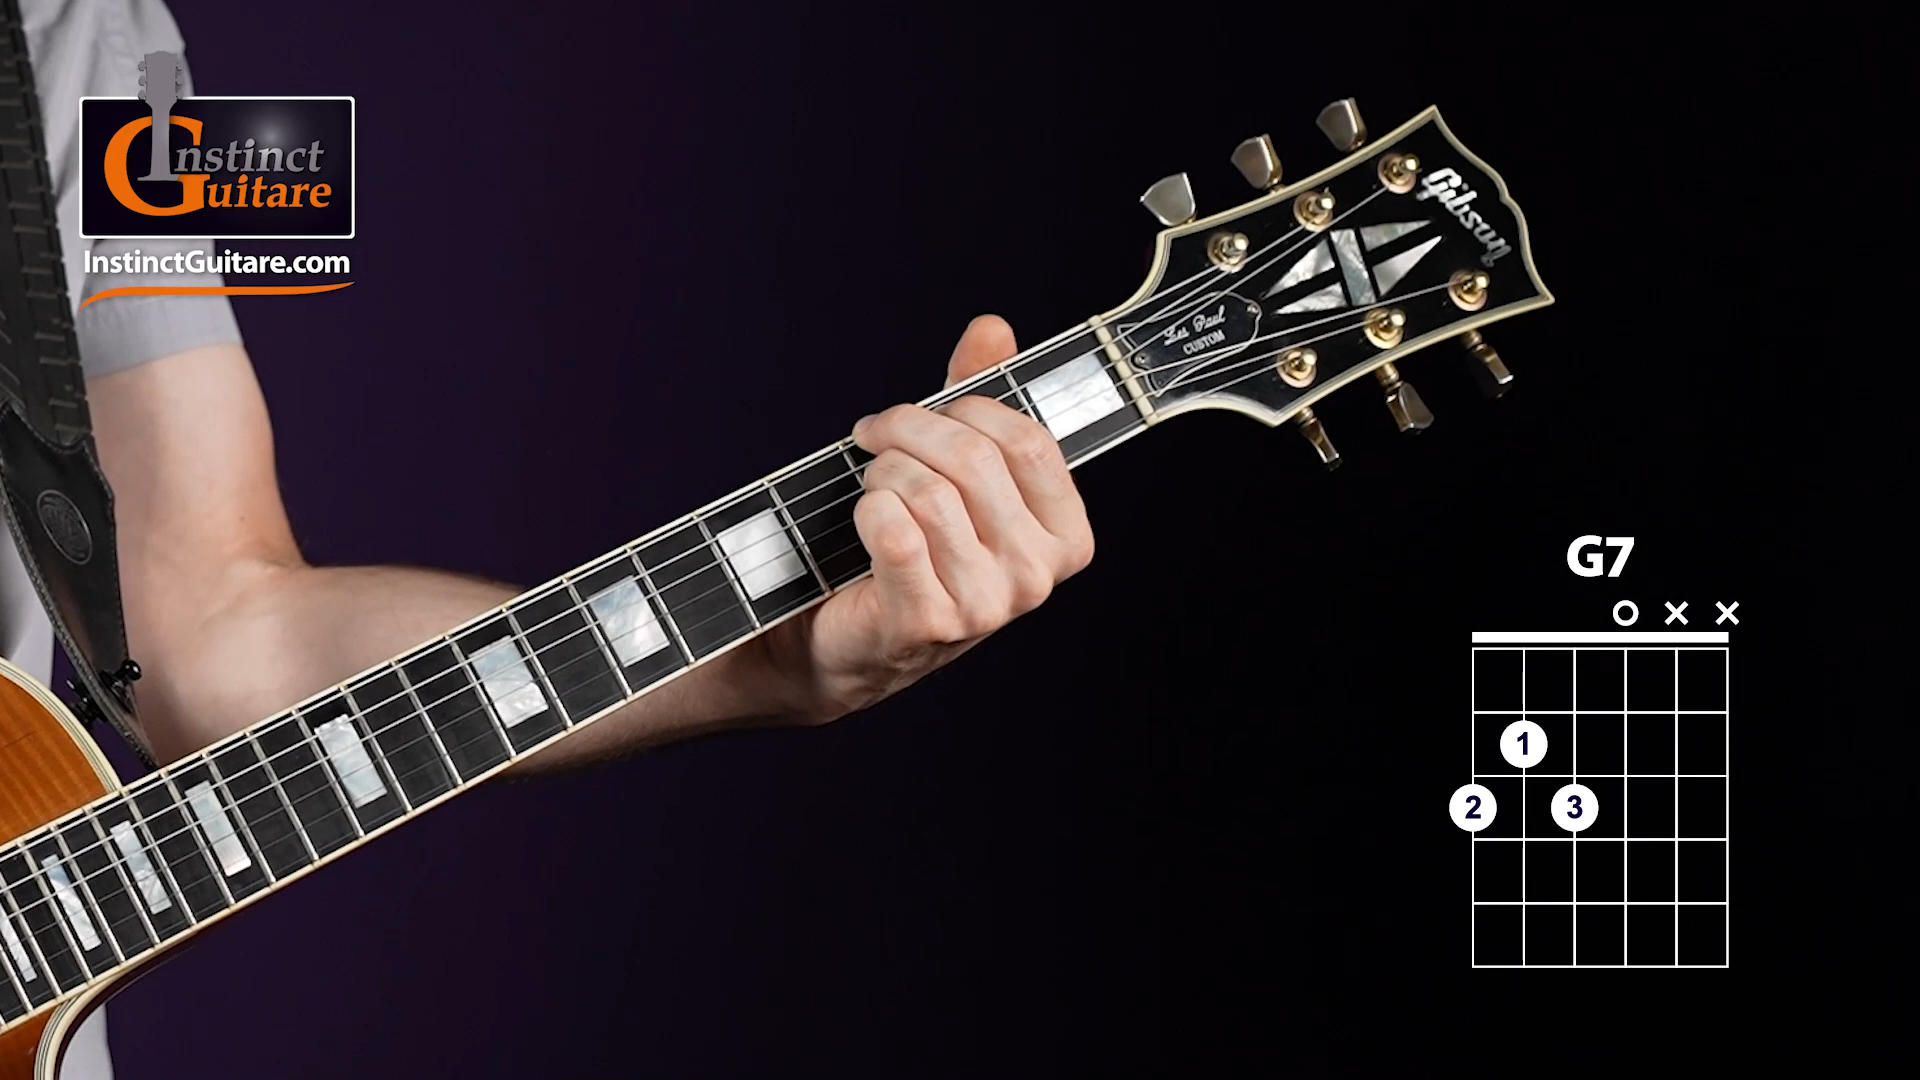 Instinct
Guitare
InstinctGuitare.com
Gibson
Les Paul
CUSTOM
G7
1
2
3